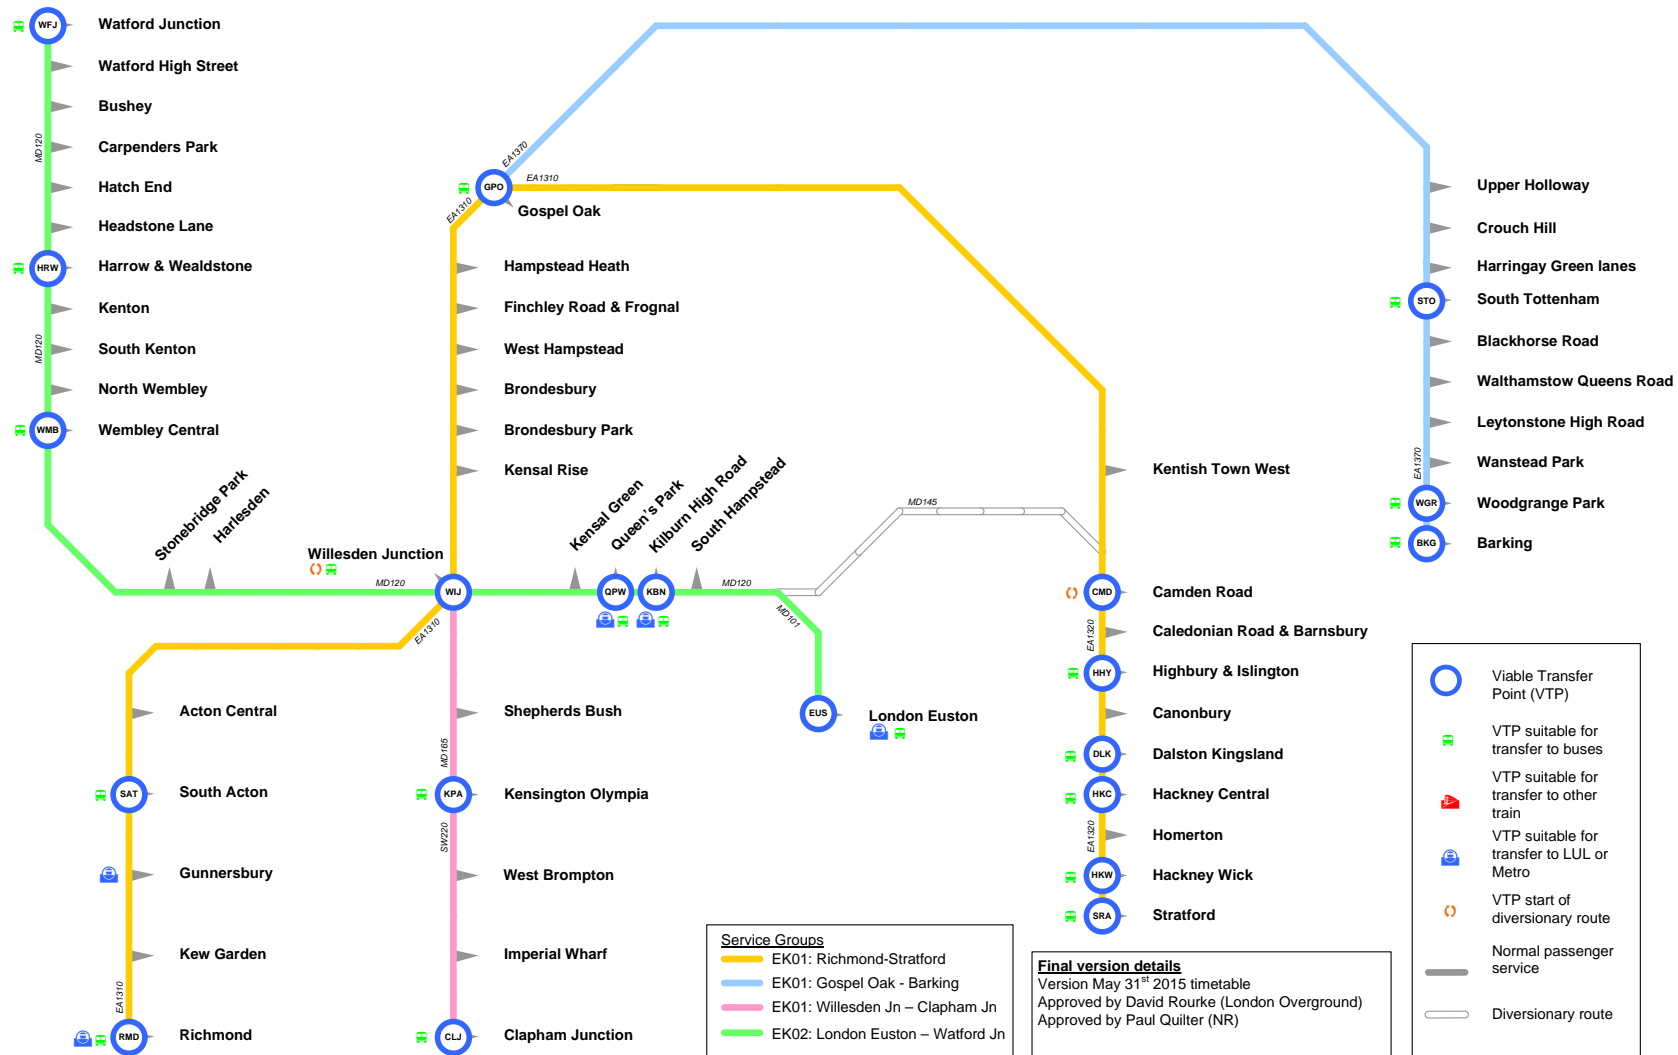 WFJ
Watford Junction
Watford High Street
Bushey
MD120
Carpenders Park
Hatch End
Headstone Lane
HRW
Harrow & Wealdstone
Kenton
MD120
South Kenton
North Wembley
WMB
Wembley Central
Stonebridge Park
Harlesden
Willesden Junction
MD120
WIJ
EA1370
EA1310
GPO
EA1310
Gospel Oak
Hampstead Heath
Finchley Road & Frognal
West Hampstead
Brondesbury
Brondesbury Park
Kensal Rise
Kensal Green
Queen's Park
Kilburn High Road
South Hampstead
QPW
KBN
MD120
MD101
MD145
EUS
London Euston
EA1310
Acton Central
SAT
South Acton
Gunnersbury
Kew Garden
EA1310
RMD
Richmond
Shepherds Bush
MD165
KPA
Kensington Olympia
SW220
West Brompton
Imperial Wharf
CLJ
Clapham Junction
Kentish Town West
CMD
Camden Road
EA1320
Caledonian Road & Barnsbury
HHY
Highbury & Islington
Canonbury
DLK
Dalston Kingsland
HKC
Hackney Central
EA1320
Homerton
HKW
Hackney Wick
SRA
Stratford
Upper Holloway
Crouch Hill
Harringay Green lanes
STO
South Tottenham
Blackhorse Road
Walthamstow Queens Road
Leytonstone High Road
EA1370
Wanstead Park
WGR
Woodgrange Park
BKG
Barking
Service Groups
EK01: Richmond-Stratford
EK01: Gospel Oak - Barking
EK01: Willesden Jn – Clapham Jn
EK02: London Euston – Watford Jn
Final version details
Version May 31st 2015 timetable
Approved by David Rourke (London Overground)
Approved by Paul Quilter (NR)
Viable Transfer
Point (VTP)
VTP suitable for
transfer to buses
VTP suitable for
transfer to other
train
VTP suitable for
transfer to LUL or
Metro
VTP start of
diversionary route
Normal passenger
service
Diversionary route